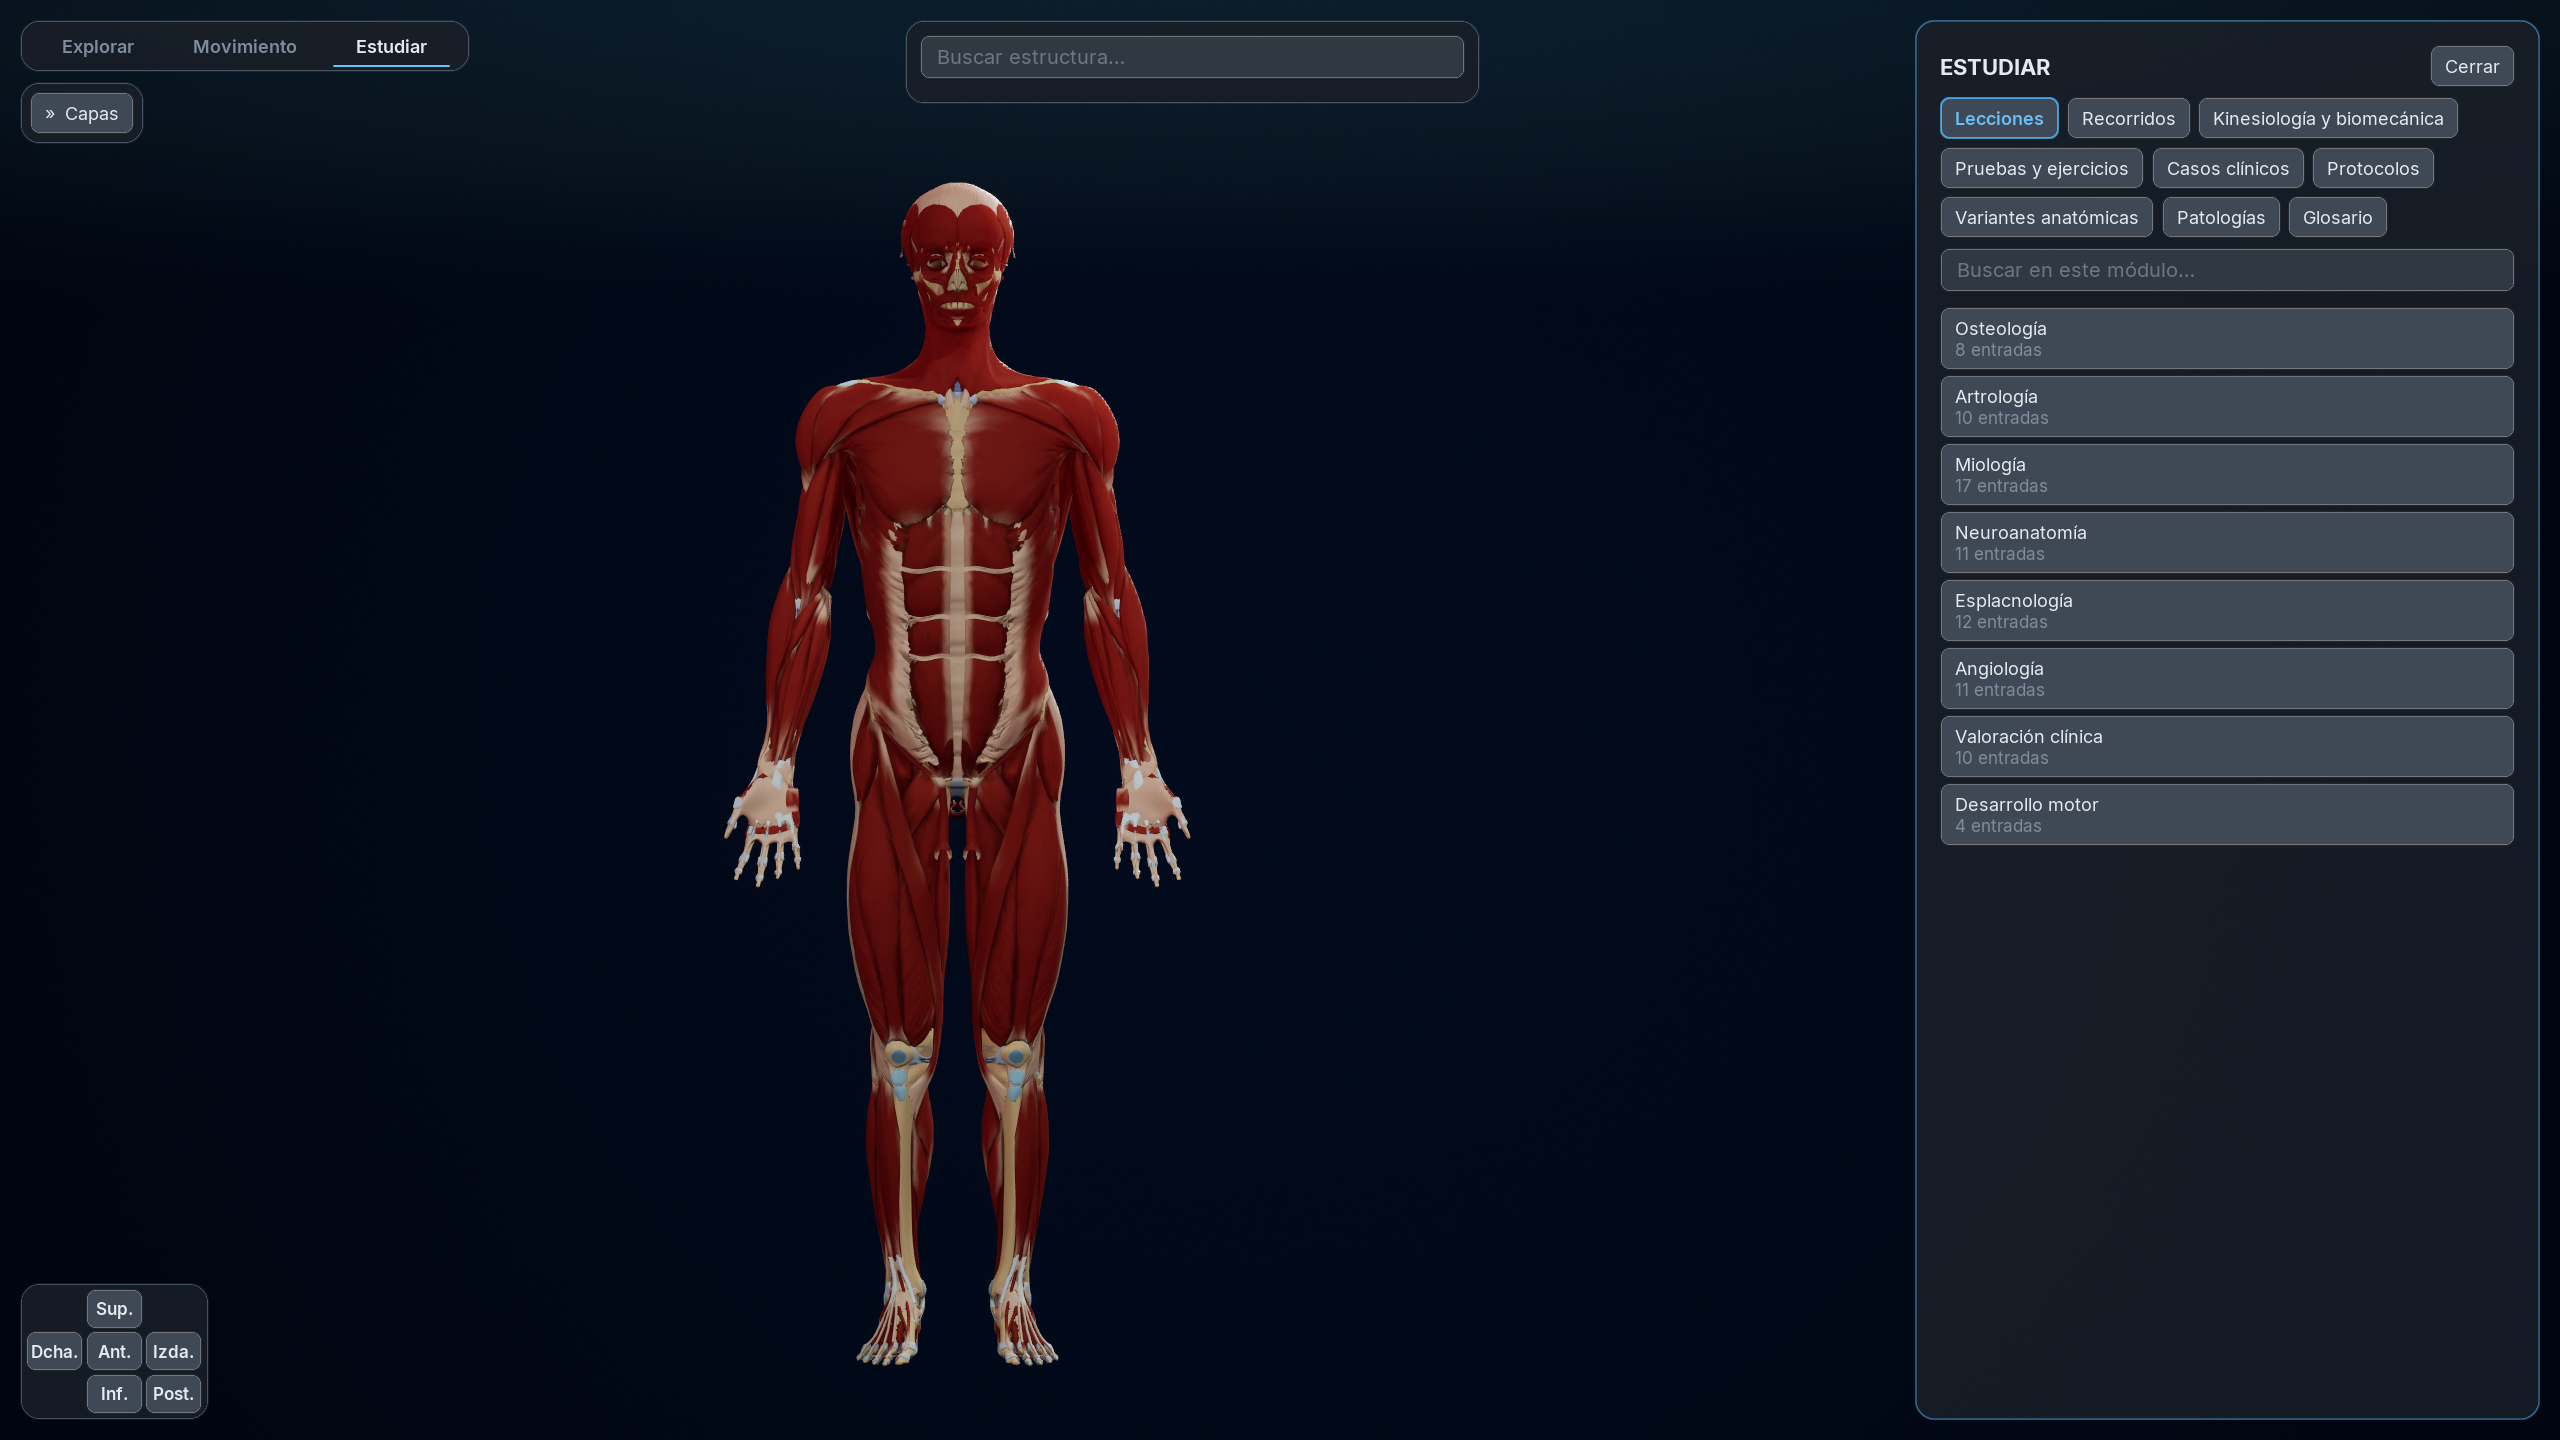 Explorar Movimiento Estudiar
» Capas
Buscar estructura...
ESTUDIAR Cerrar
Lecciones Recorridos Kinesiología y biomecánica
Pruebas y ejercicios Casos clínicos Protocolos
Variantes anatómicas Patologías Glosario
Buscar en este módulo...
Osteología
8 entradas
Artrología
10 entradas
Miología
17 entradas
Neuroanatomía
11 entradas
Esplacnología
12 entradas
Angiología
11 entradas
Valoración clínica
10 entradas
Desarrollo motor
4 entradas
Sup.
Dcha. Ant. Izda.
Inf. Post.